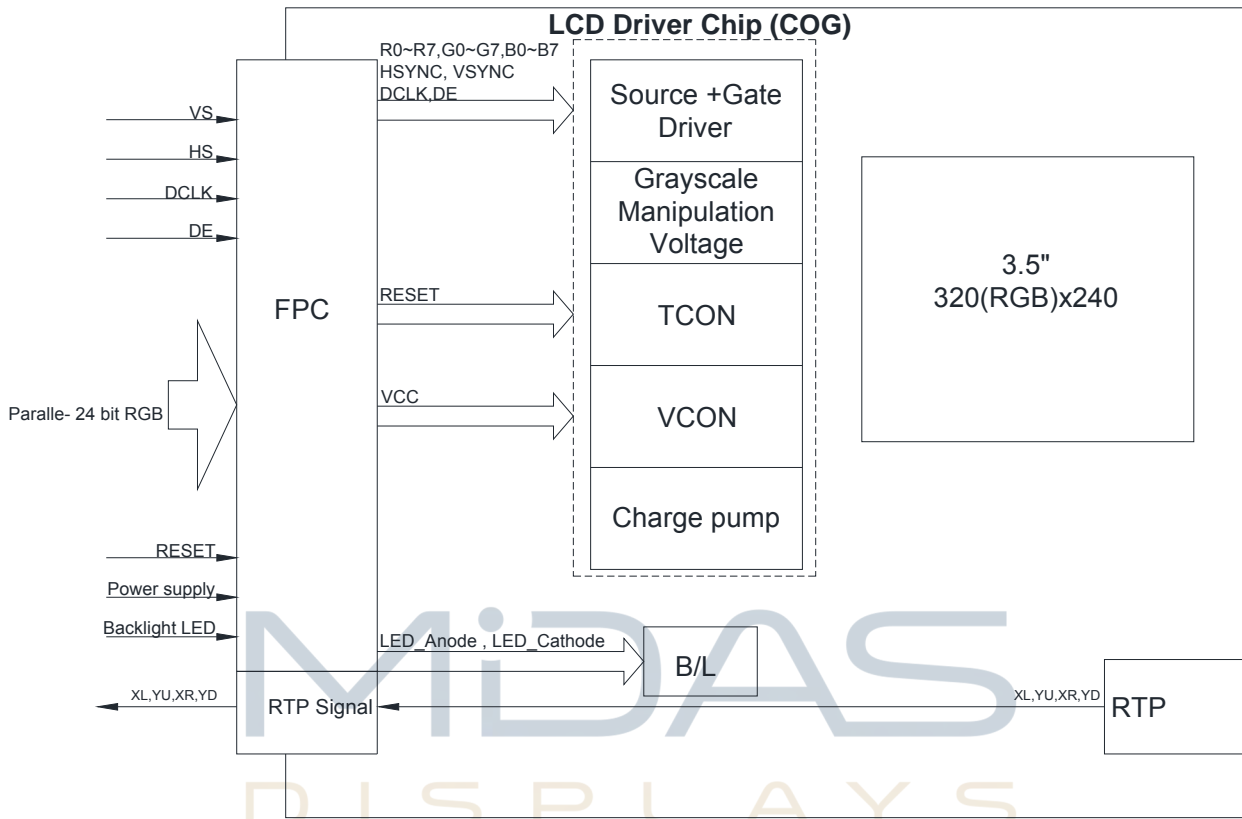 LCD Driver Chip (COG)
R0~R7,G0~G7,B0~B7
HSYNC, VSYNC
DCLK,DE
VS
HS
DCLK
DE
FPC
Paralle- 24 bit RGB
RESET
Power supply
Backlight LED
XL,YU,XR,YD
RTP Signal
RESET
VCC
LED_Anode , LED_Cathode
Source +Gate
Driver
Grayscale
Manipulation
Voltage
TCON
VCON
Charge pump
B/L
3.5"
320(RGB)x240
XL,YU,XR,YD
RTP
MiDAS
DISPLAYS